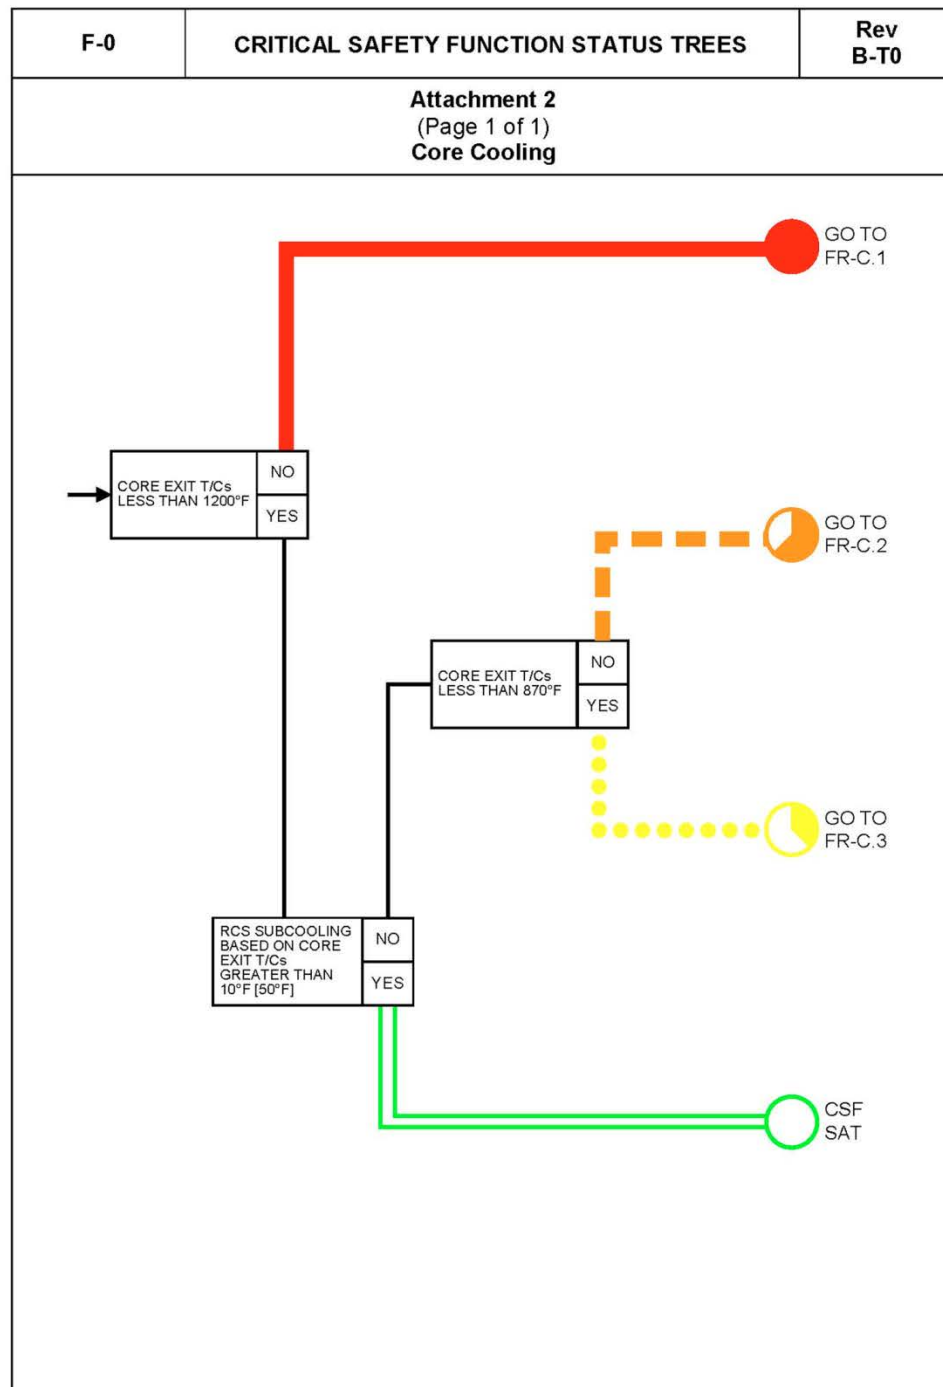 F-0
CRITICAL SAFETY FUNCTION STATUS TREES
Rev
B-T0
Attachment 2
(Page 1 of 1)
Core Cooling
GO TO
FR-C.1
CORE EXIT T/Cs
LESS THAN 1200°F
NO
YES
GO TO
FR-C.2
CORE EXIT T/Cs
LESS THAN 870°F
NO
YES
GO TO
FR-C.3
RCS SUBCOOLING
BASED ON CORE
EXIT T/Cs
GREATER THAN
10°F [50°F]
NO
YES
CSF
SAT